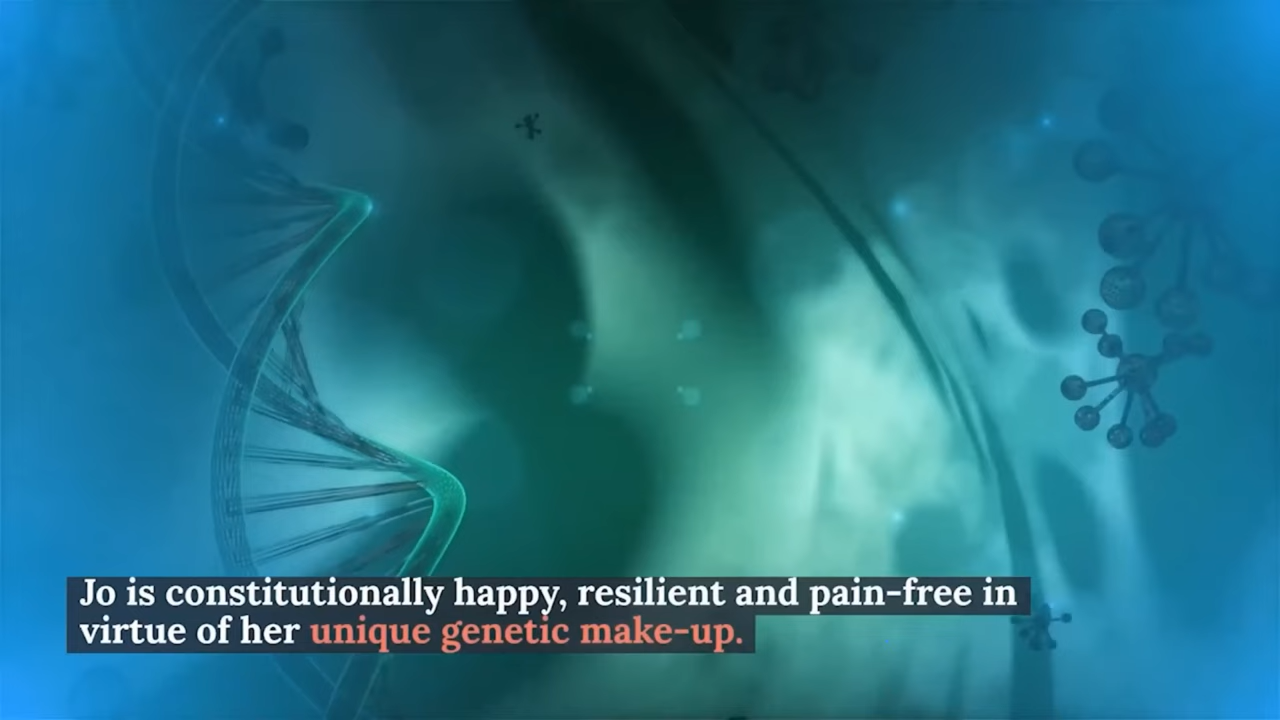 Jo is constitutionally happy, resilient and pain-free in
virtue of her unique genetic make-up.